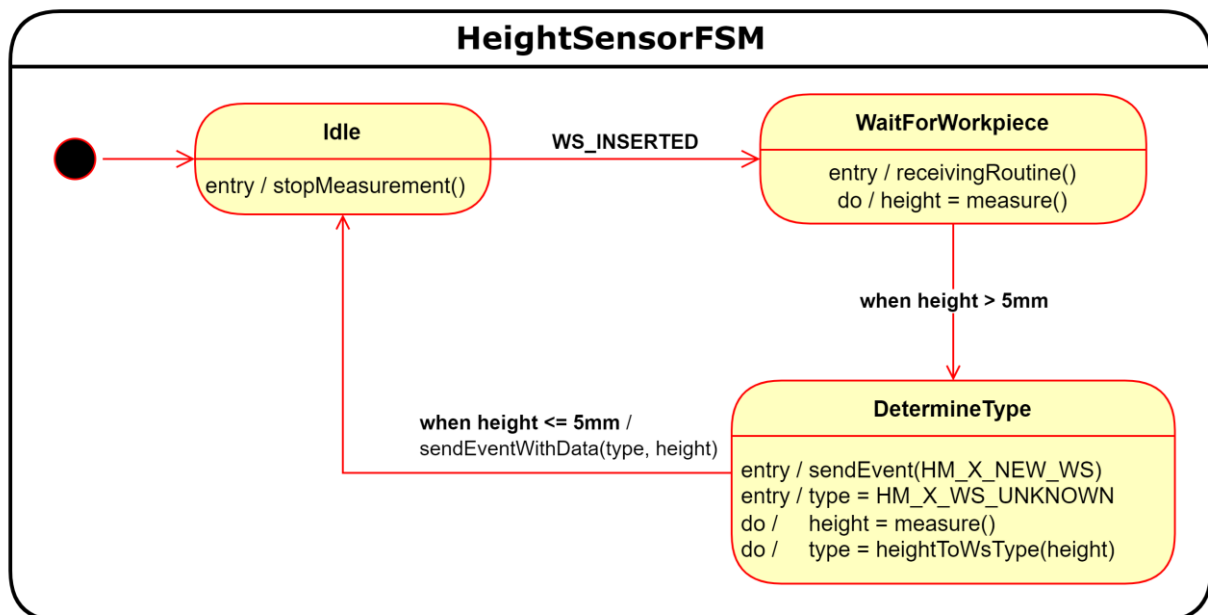 HeightSensorFSM
Idle
entry / stopMeasurement()
WS_INSERTED
WaitForWorkpiece
entry / receivingRoutine()
do / height = measure()
when height > 5mm
DetermineType
entry / sendEvent(HM_X_NEW_WS)
entry / type = HM_X_WS_UNKNOWN
do / height = measure()
do / type = heightToWsType(height)
when height <= 5mm /
sendEventWithData(type, height)